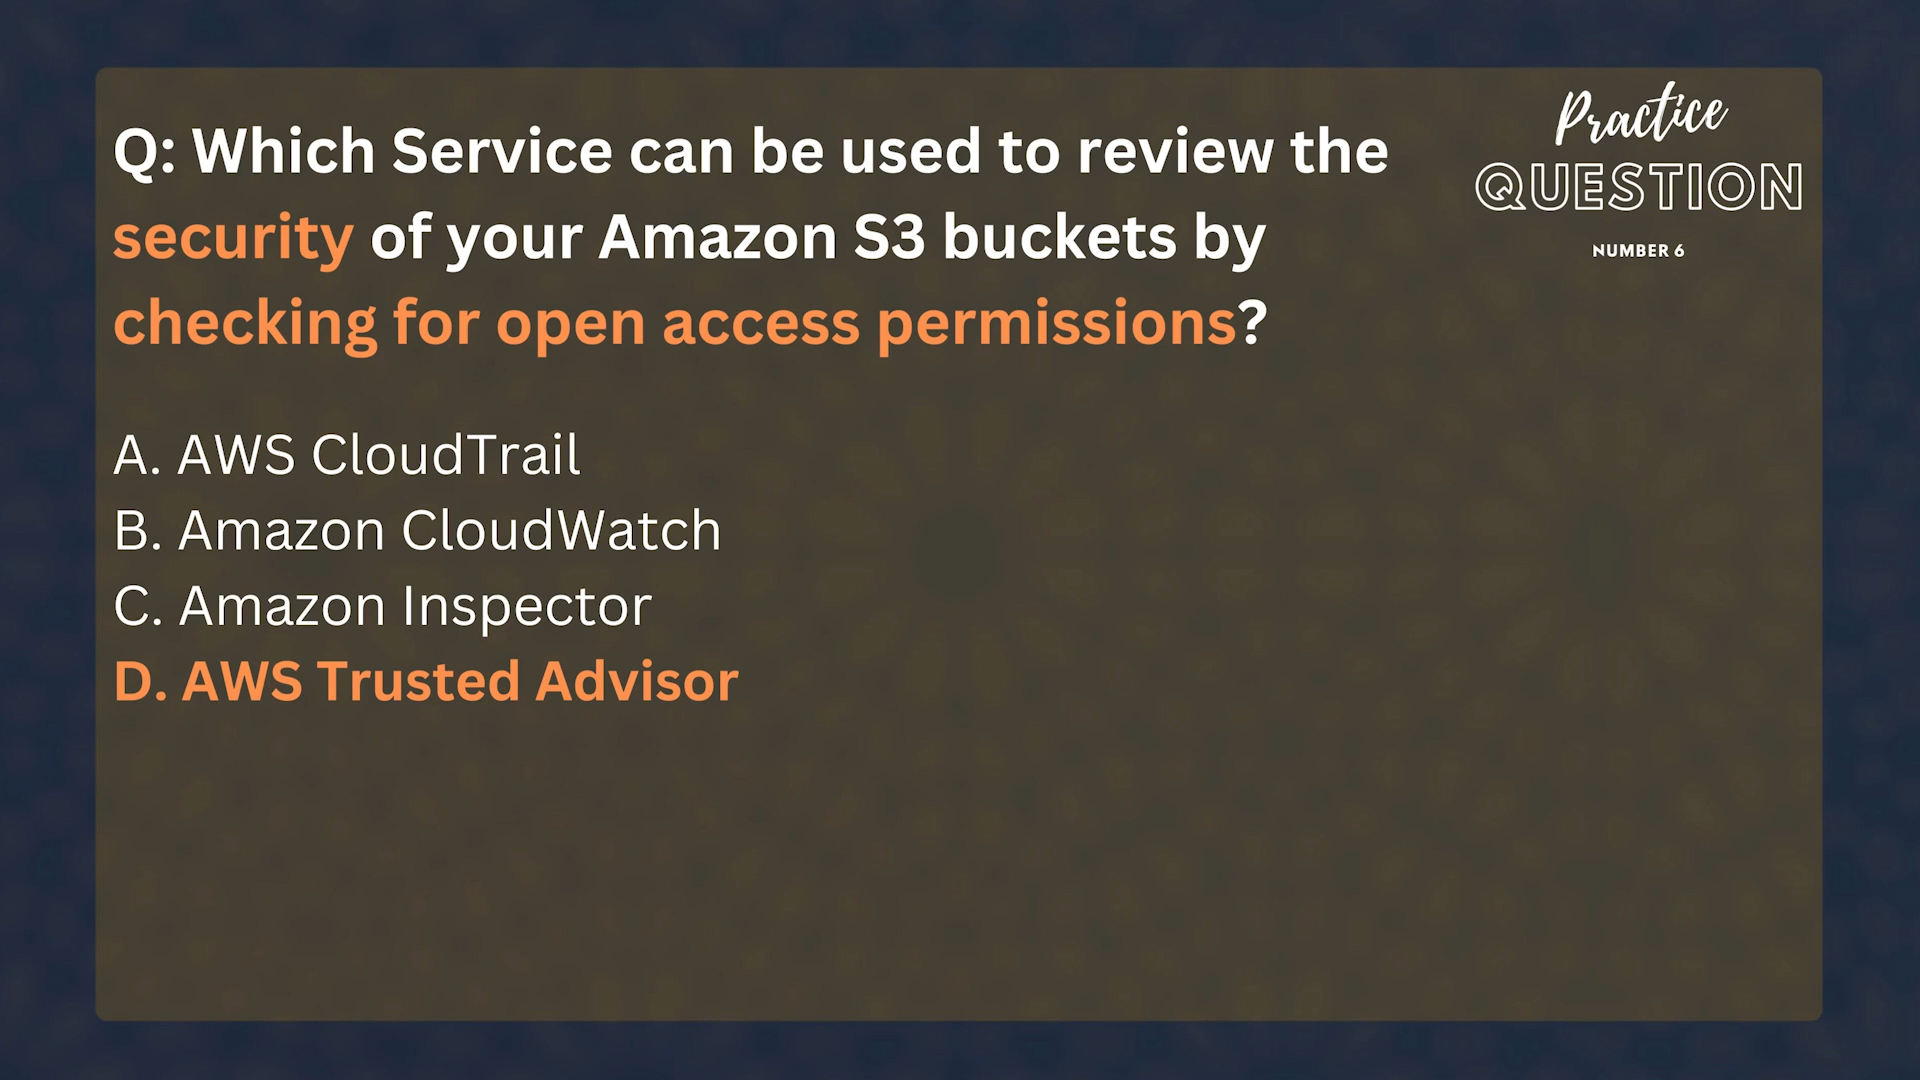 Q: Which Service can be used to review the
security of your Amazon S3 buckets by
checking for open access permissions?
Practice
QUESTION
NUMBER 6
A. AWS CloudTrail
B. Amazon CloudWatch
C. Amazon Inspector
D. AWS Trusted Advisor